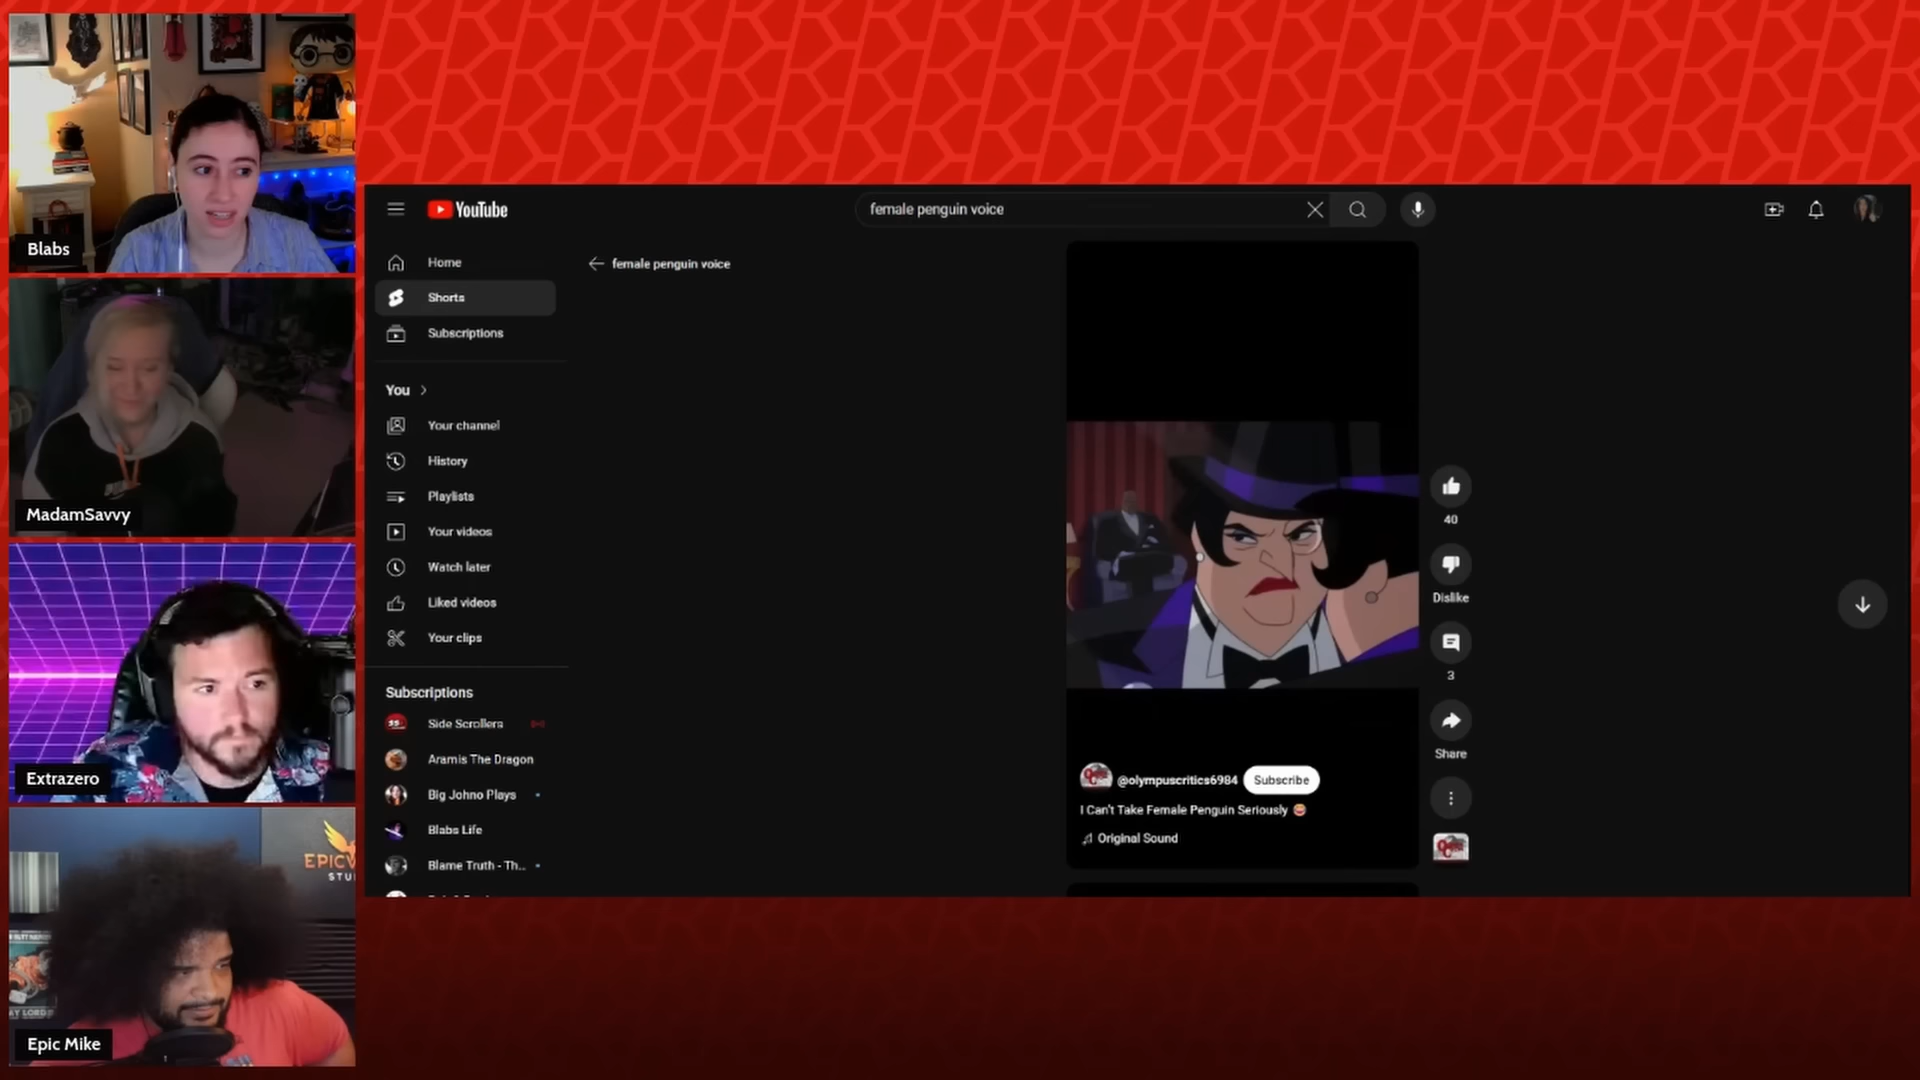 Blabs
MadamSavvy
Extrazero
EPIC
STU
Epic Mike
YouTube
female penguin voice
Home
Shorts
Subscriptions
You
Your channel
History
Playlists
Your videos
Watch later
Liked videos
Your clips
Subscriptions
Side Scrollers
Aramis The Dragon
Big Johno Plays
Blabs Life
Blame Truth - Th...
female penguin voice
@olympuscritics6984 Subscribe
I Can't Take Female Penguin Seriously
Original Sound
40
Dislike
3
Share